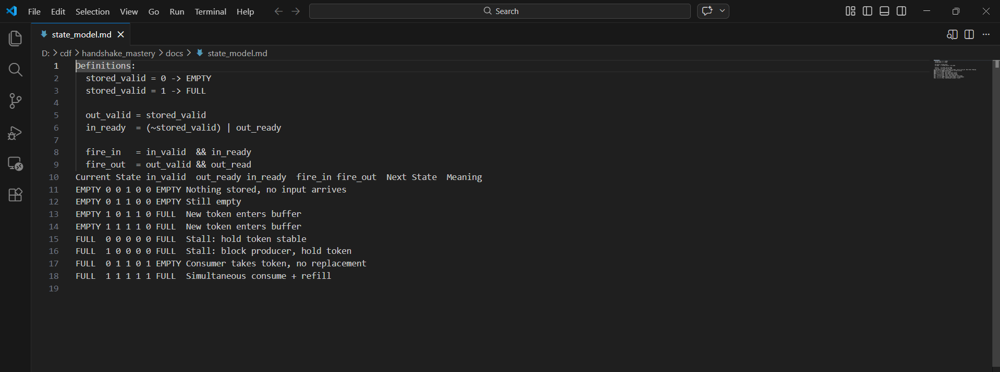 File Edit Selection View Go Run Terminal Help Search
state_model.md
D: > cdf > handshake_mastery > docs > state_model.md
1 Definitions:
2   stored_valid = 0 -> EMPTY
3   stored_valid = 1 -> FULL
4
5   out_valid = stored_valid
6   in_ready  = (~stored_valid) | out_ready
7
8   fire_in   = in_valid  && in_ready
9   fire_out  = out_valid && out_read
10 Current State in_valid  out_ready in_ready  fire_in fire_out  Next State  Meaning
11 EMPTY 0 0 1 0 0 EMPTY Nothing stored, no input arrives
12 EMPTY 0 1 1 0 0 EMPTY Still empty
13 EMPTY 1 0 1 1 0 FULL  New token enters buffer
14 EMPTY 1 1 1 1 0 FULL  New token enters buffer
15 FULL  0 0 0 0 0 FULL  Stall: hold token stable
16 FULL  1 0 0 0 0 FULL  Stall: block producer, hold token
17 FULL  0 1 1 0 1 EMPTY Consumer takes token, no replacement
18 FULL  1 1 1 1 1 FULL  Simultaneous consume + refill
19